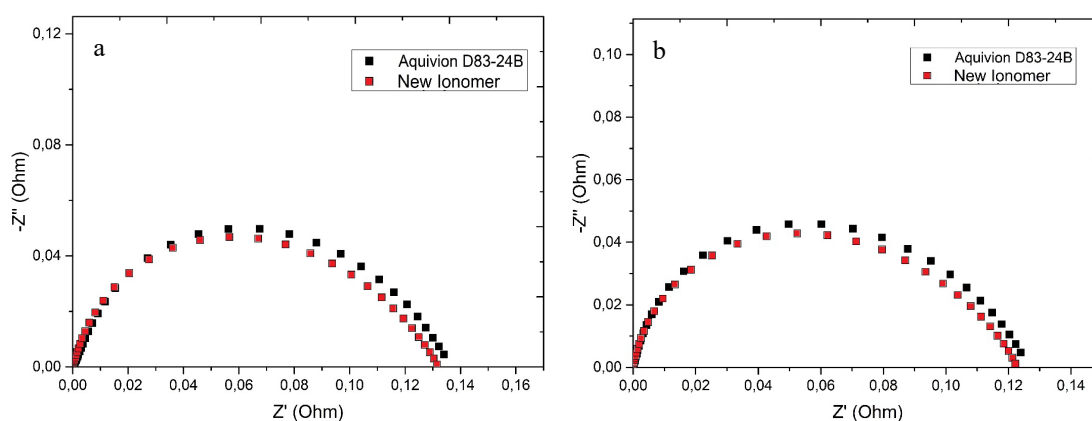 a
Aquivion D83-24B
New Ionomer
0,12
0,08
0,04
0,00
-Z" (Ohm)
0,00 0,02 0,04 0,06 0,08 0,10 0,12 0,14 0,16
Z' (Ohm)
b
Aquivion D83-24B
New Ionomer
0,10
0,08
0,06
0,04
0,02
0,00
-Z" (Ohm)
0,00 0,02 0,04 0,06 0,08 0,10 0,12 0,14
Z' (Ohm)